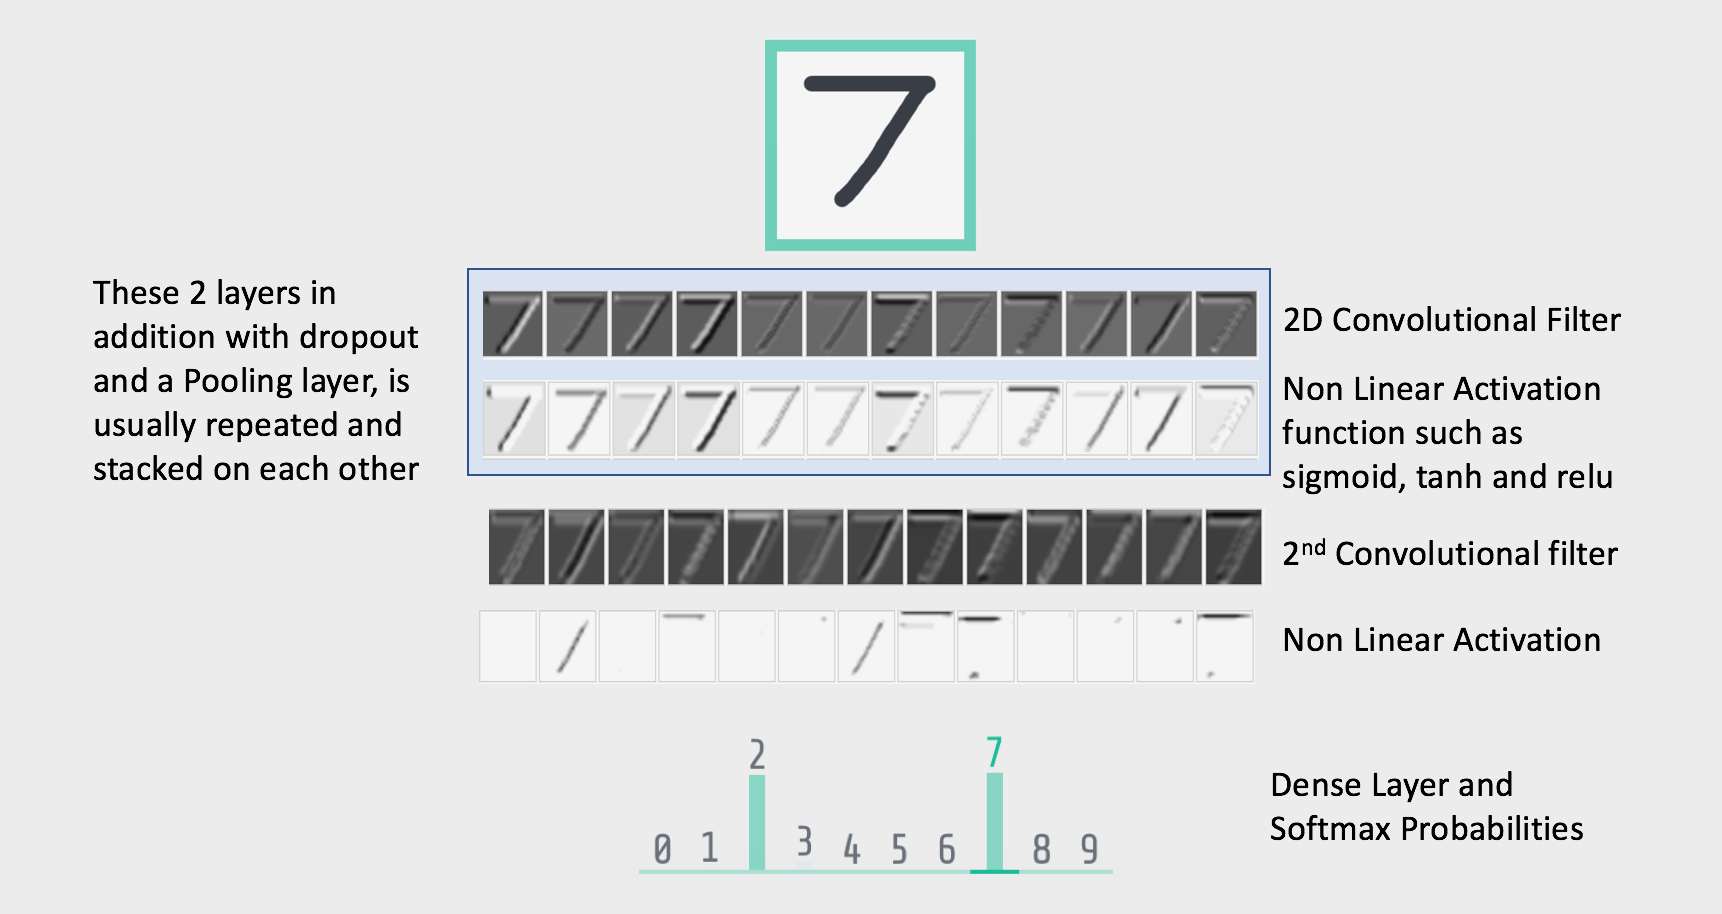 7
These 2 layers in
addition with dropout
and a Pooling layer, is
usually repeated and
stacked on each other
2D Convolutional Filter
Non Linear Activation
function such as
sigmoid, tanh and relu
2nd Convolutional filter
Non Linear Activation
0 1 2 3 4 5 6 7 8 9
Dense Layer and
Softmax Probabilities